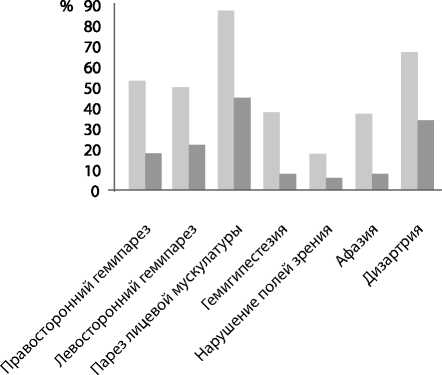 % 90
80
70
60
50
40
30
20
10
0
Правосторонний гемипарез
Левосторонний гемипарез
Парез лицевой мускулатуры
Гемигипестезия
Нарушение полей зрения
Афазия
Дизартрия